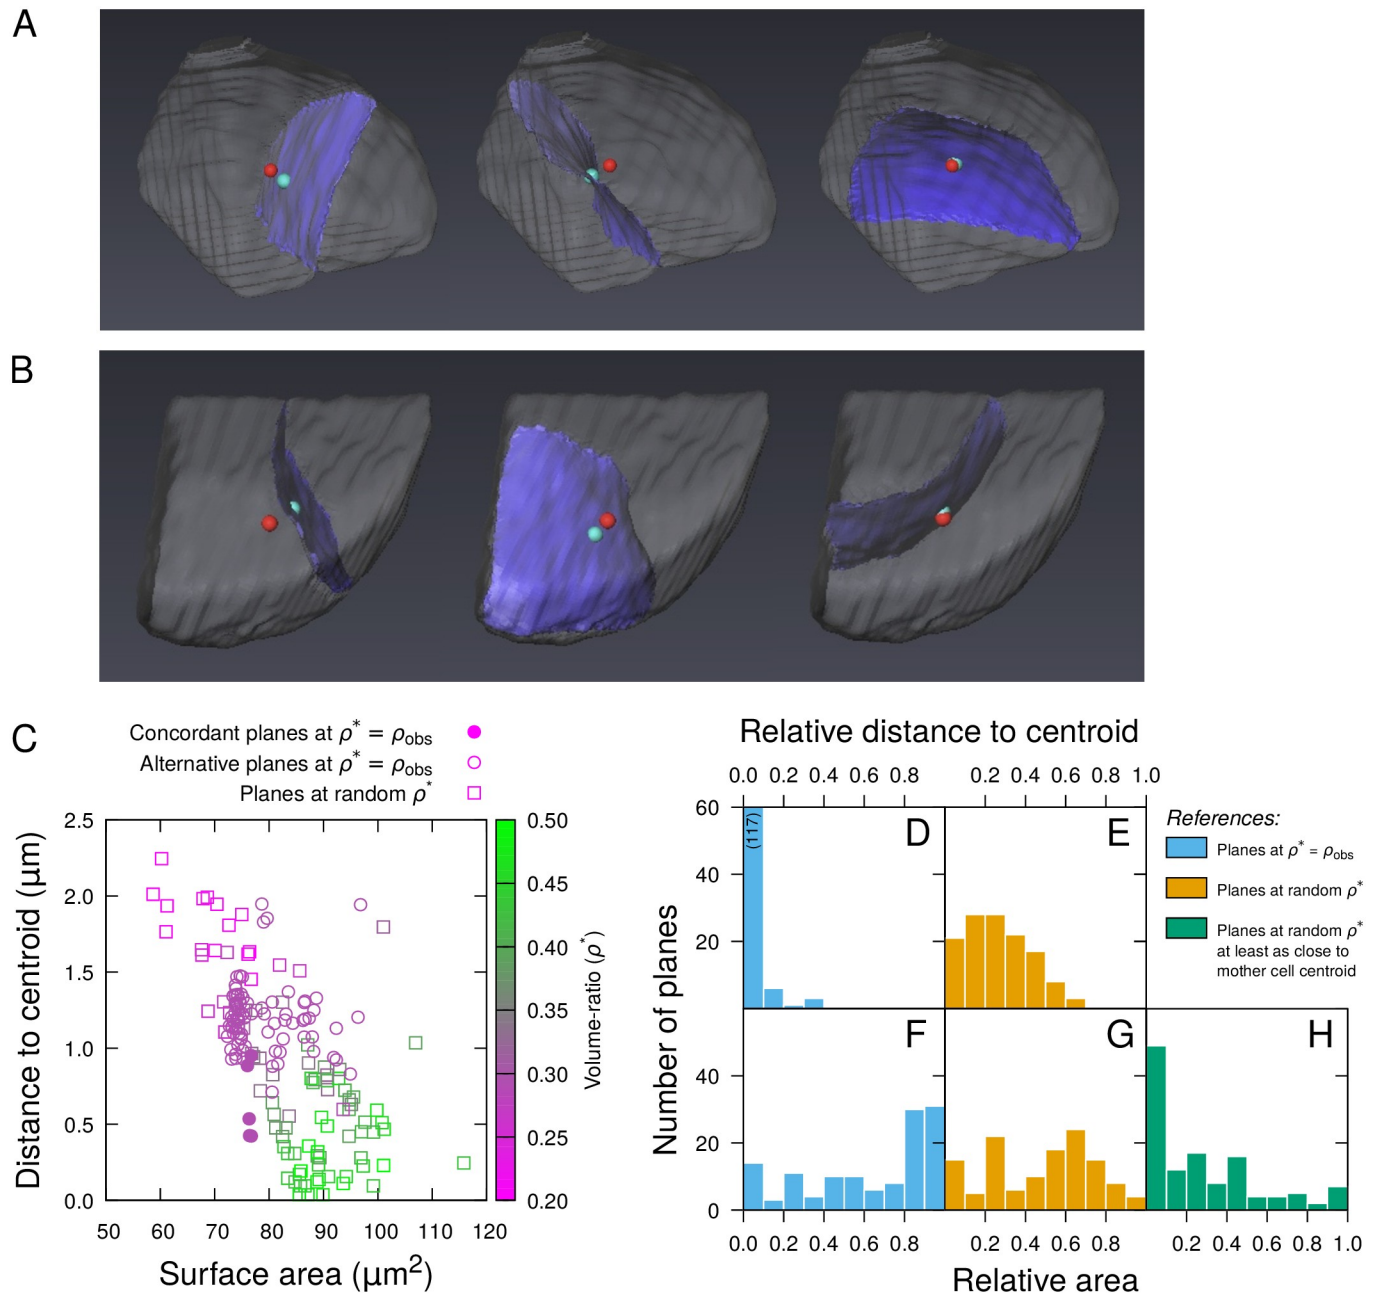 A
B
C
Concordant planes at ρ* = ρobs
Alternative planes at ρ* = ρobs
Planes at random ρ*
2.5
2.0
1.5
1.0
0.5
0.0
Distance to centroid (μm)
50 60 70 80 90 100 110 120
Surface area (μm²)
0.50
0.45
0.40
0.35
0.30
0.25
0.20
Volume-ratio (ρ*)
Relative distance to centroid
0.0 0.2 0.4 0.6 0.8 0.2 0.4 0.6 0.8 1.0
60
40
20
(117)
D
E
References:
Planes at ρ* = ρobs
Planes at random ρ*
Planes at random ρ*
at least as close to
mother cell centroid
Number of planes
40
20
0
F
G
H
0.0 0.2 0.4 0.6 0.8 0.2 0.4 0.6 0.8 0.2 0.4 0.6 0.8 1.0
Relative area